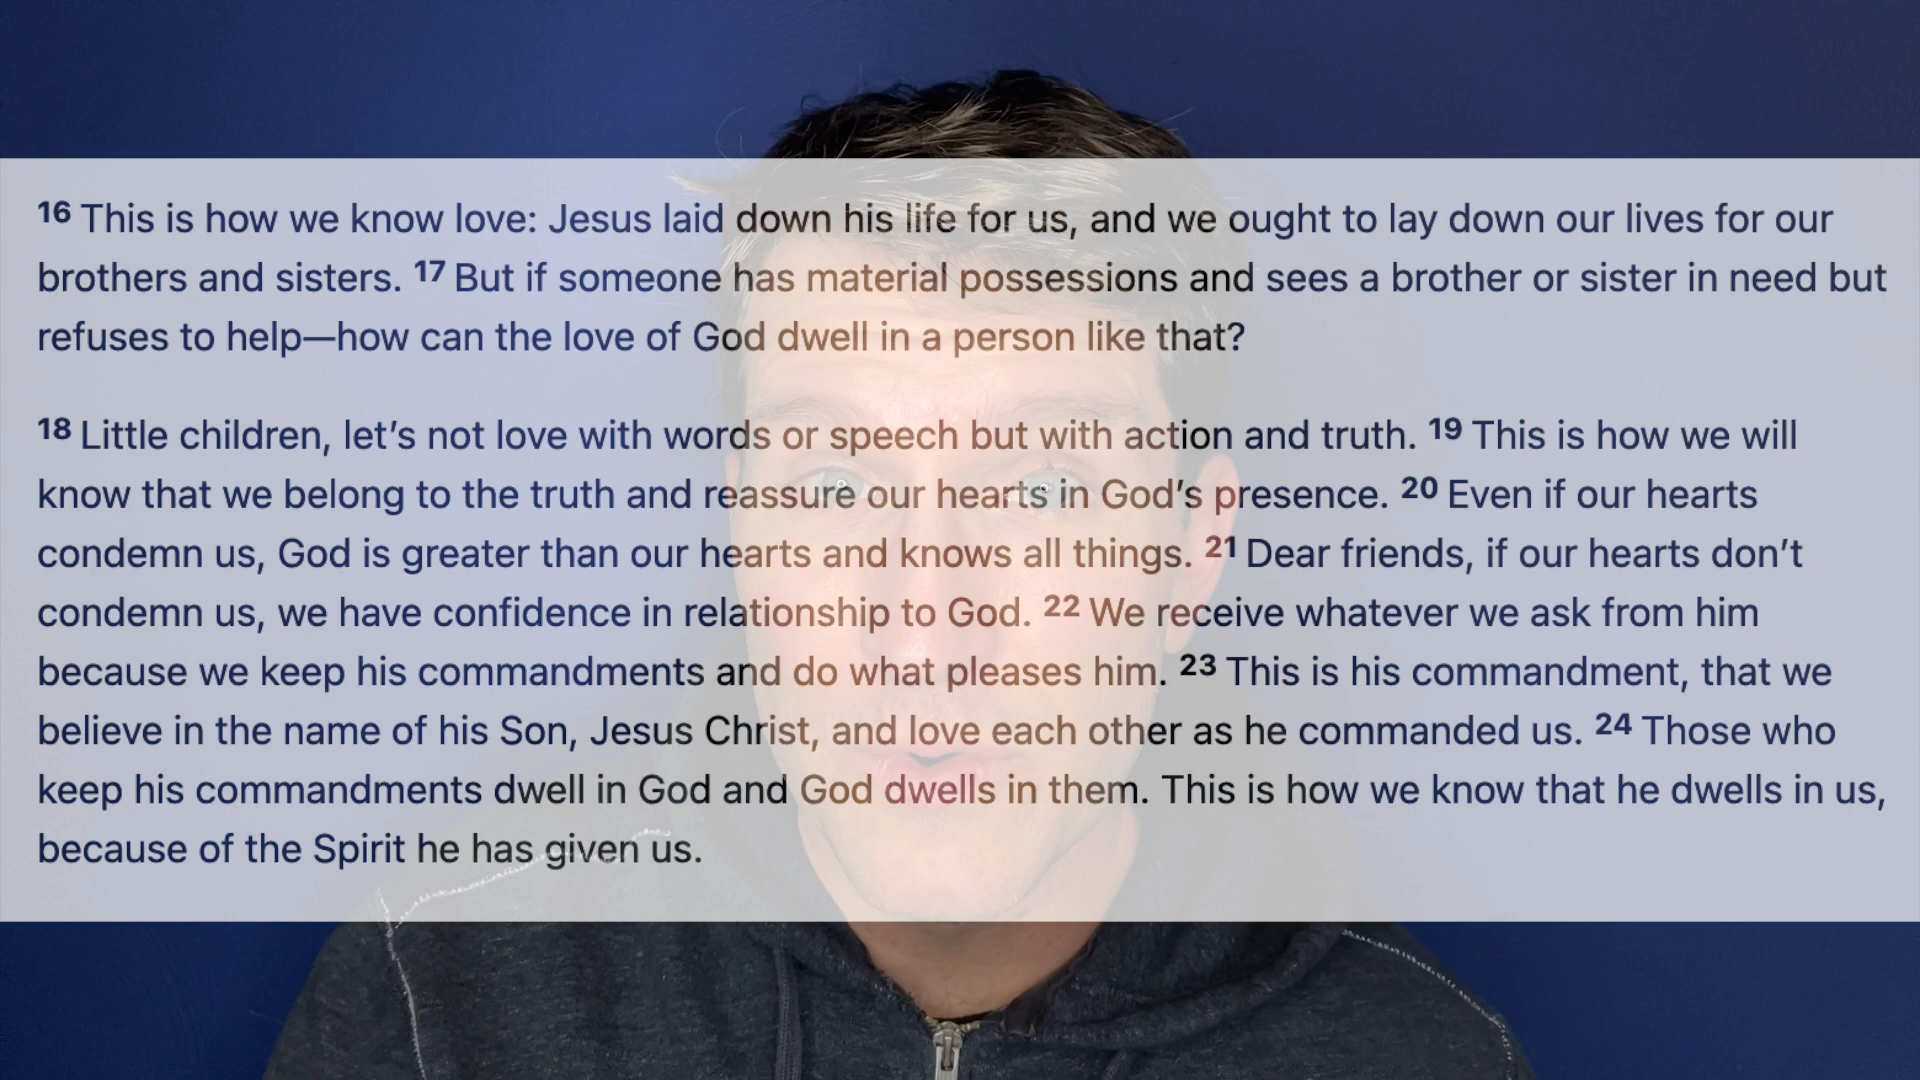 16 This is how we know love: Jesus laid down his life for us, and we ought to lay down our lives for our
brothers and sisters. 17 But if someone has material possessions and sees a brother or sister in need but
refuses to help—how can the love of God dwell in a person like that?
18 Little children, let’s not love with words or speech but with action and truth. 19 This is how we will
know that we belong to the truth and reassure our hearts in God’s presence. 20 Even if our hearts
condemn us, God is greater than our hearts and knows all things. 21 Dear friends, if our hearts don’t
condemn us, we have confidence in relationship to God. 22 We receive whatever we ask from him
because we keep his commandments and do what pleases him. 23 This is his commandment, that we
believe in the name of his Son, Jesus Christ, and love each other as he commanded us. 24 Those who
keep his commandments dwell in God and God dwells in them. This is how we know that he dwells in us,
because of the Spirit he has given us.